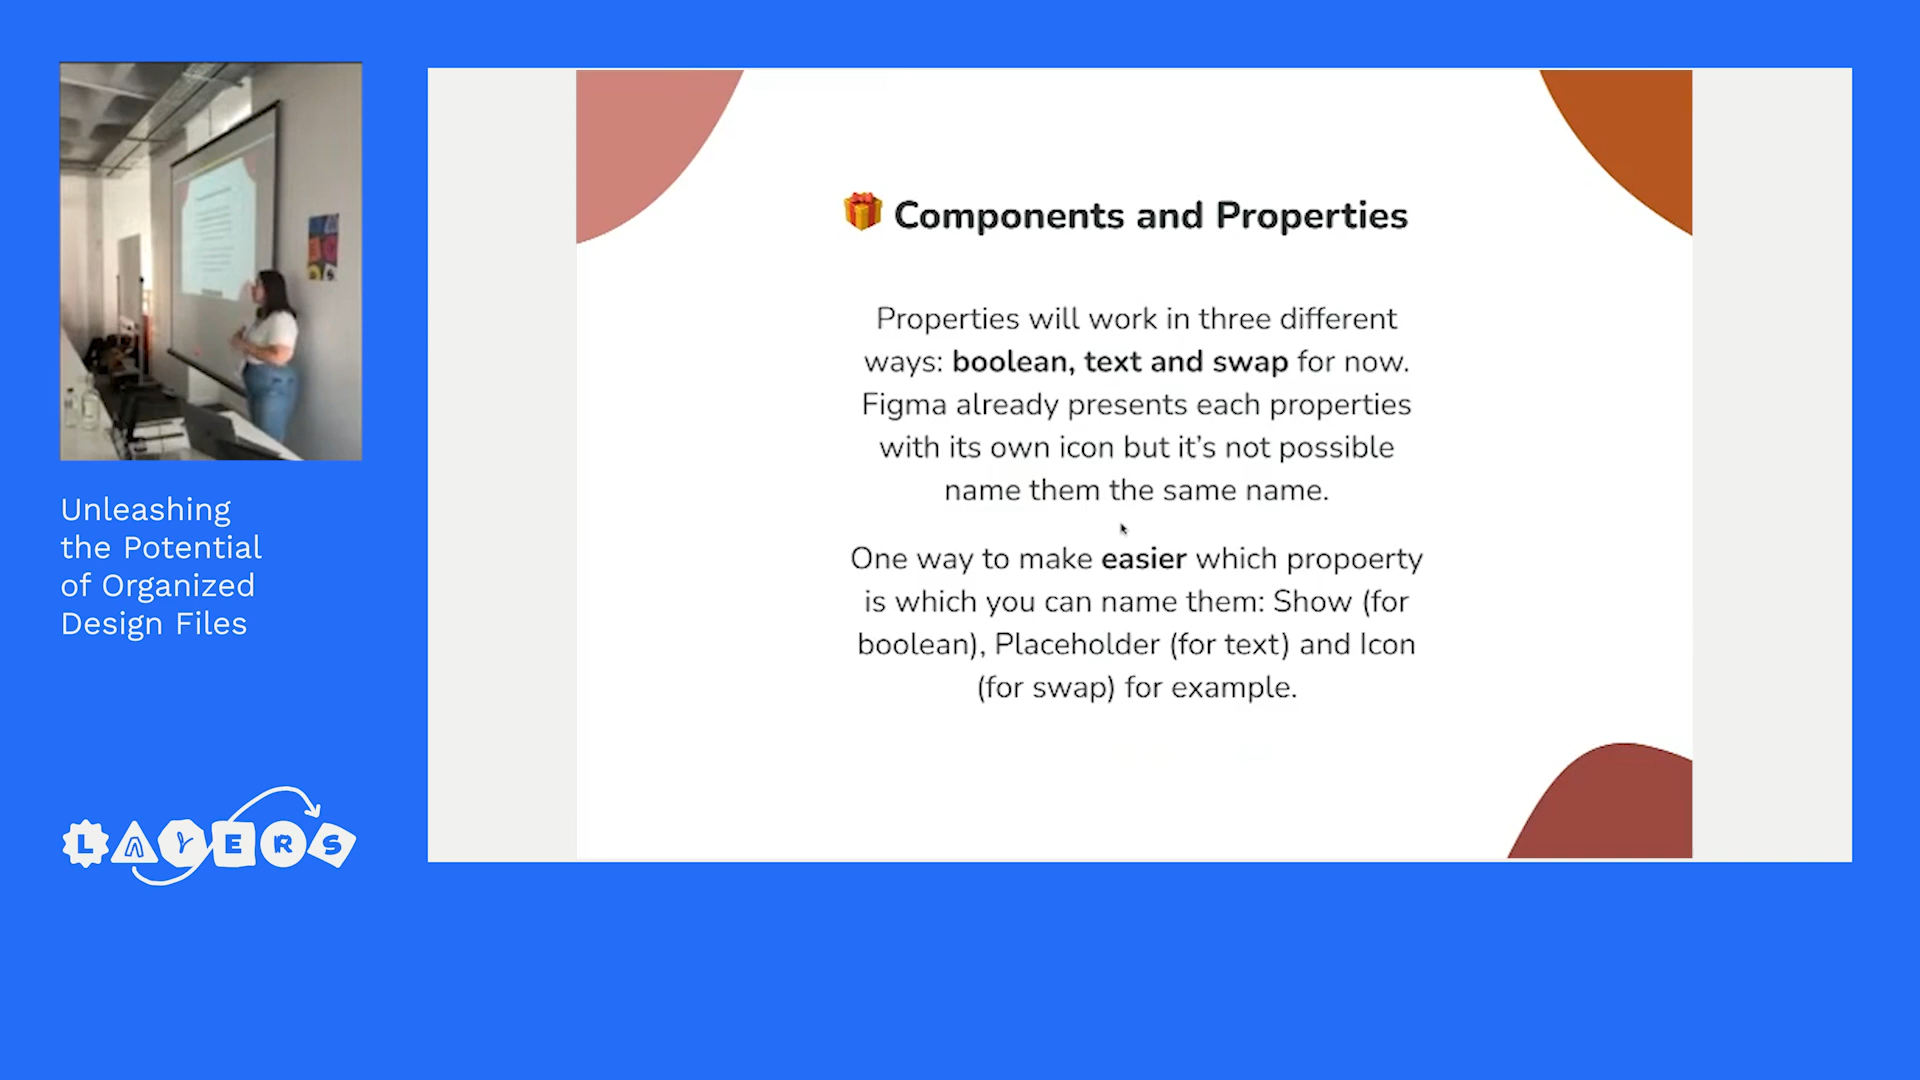 Unleashing
the Potential
of Organized
Design Files
LAYERS
Components and Properties
Properties will work in three different
ways: boolean, text and swap for now.
Figma already presents each properties
with its own icon but it’s not possible
name them the same name.
One way to make easier which propoerty
is which you can name them: Show (for
boolean), Placeholder (for text) and Icon
(for swap) for example.